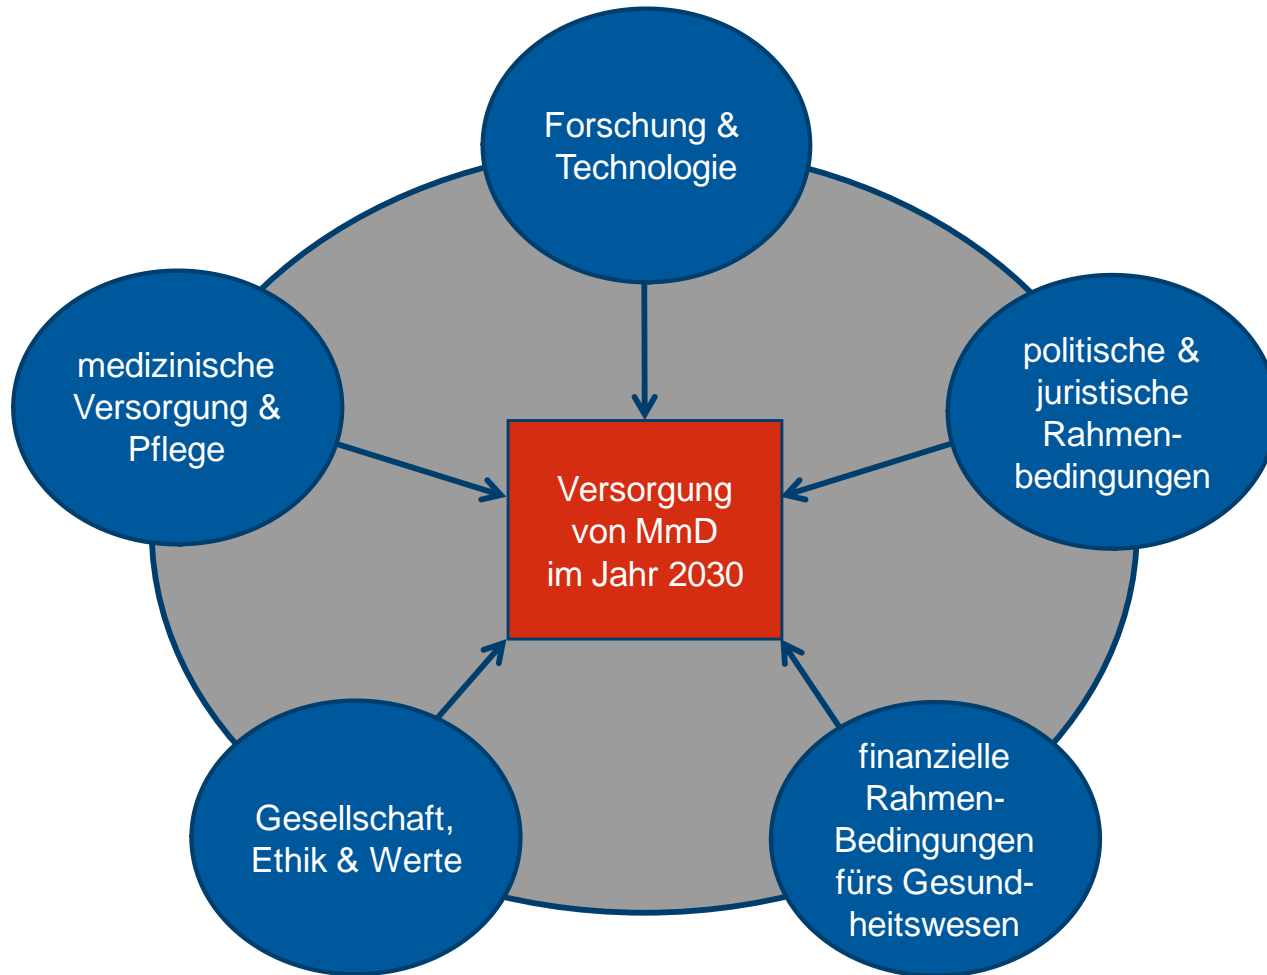 Forschung &
Technologie
medizinische
Versorgung &
Pflege
politische &
juristische
Rahmen-
bedingungen
Versorgung
von MmD
im Jahr 2030
Gesellschaft,
Ethik & Werte
finanzielle
Rahmen-
Bedingungen
fürs Gesund-
heitswesen